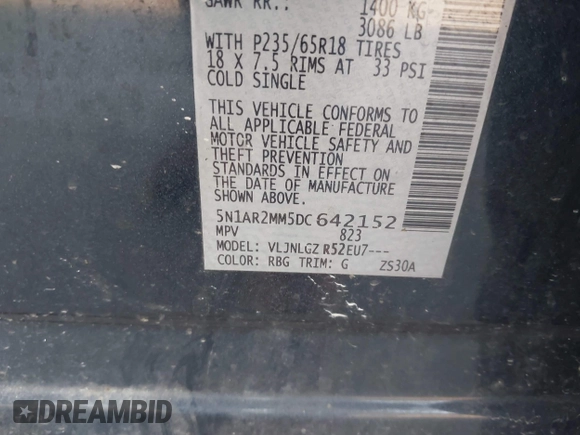 GAWR RR.: 1400 KG
3086 LB
WITH P235/65R18 TIRES
18 X 7.5 RIMS AT 33 PSI
COLD SINGLE
THIS VEHICLE CONFORMS TO
ALL APPLICABLE FEDERAL
MOTOR VEHICLE SAFETY AND
THEFT PREVENTION
STANDARDS IN EFFECT ON
THE DATE OF MANUFACTURE
SHOWN ABOVE.
5N1AR2MM5DC642152
MPV 823
MODEL: VLJNLGZ R52EU7---
COLOR: RBG TRIM: G ZS30A
DREAMBID